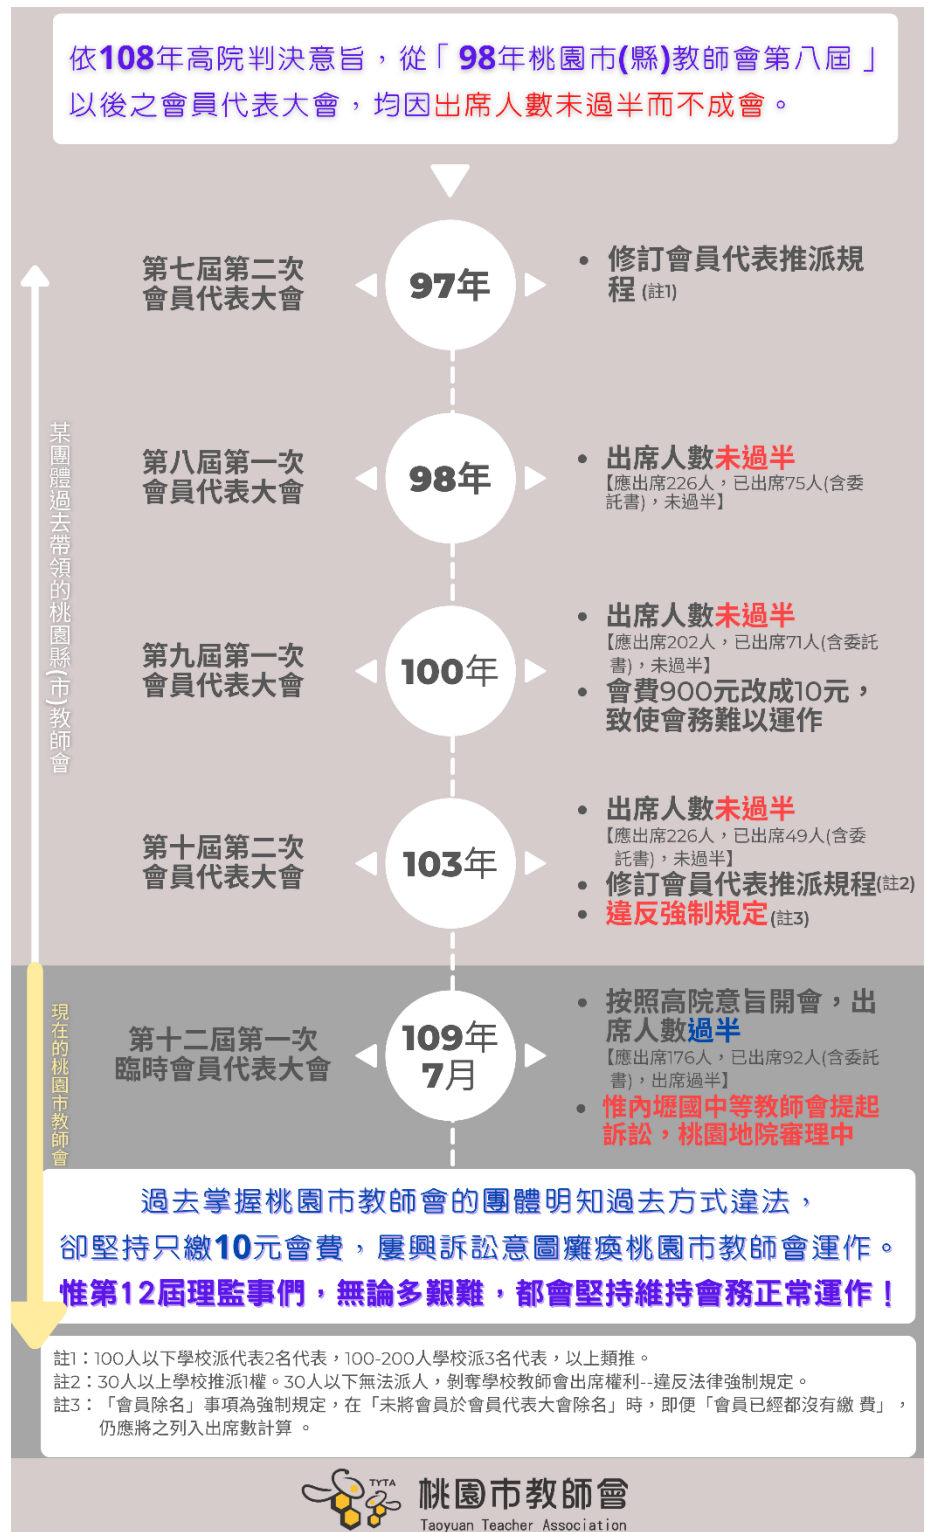 依108年高院判決意旨，從「98年桃園市(縣)教師會第八屆」
以後之會員代表大會，均因出席人數未過半而不成會。
某團體過去帶領的桃園縣(市)教師會
第七屆第二次
會員代表大會
97年
• 修訂會員代表推派規
程(註1)
第八屆第一次
會員代表大會
98年
• 出席人數未過半
【應出席226人，已出席75人(含委
託書)，未過半】
第九屆第一次
會員代表大會
100年
• 出席人數未過半
【應出席202人，已出席71人(含委託
書)，未過半】
• 會費900元改成10元，
致使會務難以運作
第十屆第二次
會員代表大會
103年
• 出席人數未過半
【應出席226人，已出席49人(含委
託書)，未過半】
• 修訂會員代表推派規程(註2)
• 違反強制規定(註3)
現在的桃園市教師會
第十二屆第一次
臨時會員代表大會
109年
7月
• 按照高院意旨開會，出
席人數過半
【應出席176人，已出席92人(含委託
書)，出席過半】
• 惟內壢國中等教師會提起
訴訟，桃園地院審理中
過去掌握桃園市教師會的團體明知過去方式違法，
卻堅持只繳10元會費，屢興訴訟意圖癱瘓桃園市教師會運作。
惟第12屆理監事們，無論多艱難，都會堅持維持會務正常運作！
註1：100人以下學校派代表2名代表，100-200人學校派3名代表，以上類推。
註2：30人以上學校推派1權。30人以下無法派人，剝奪學校教師會出席權利--違反法律強制規定。
註3：「會員除名」事項為強制規定，在「未將會員於會員代表大會除名」時，即便「會員已經都沒有繳 費」，
仍應將之列入出席數計算 。
TYTA
桃園市教師會
Taoyuan Teacher Association